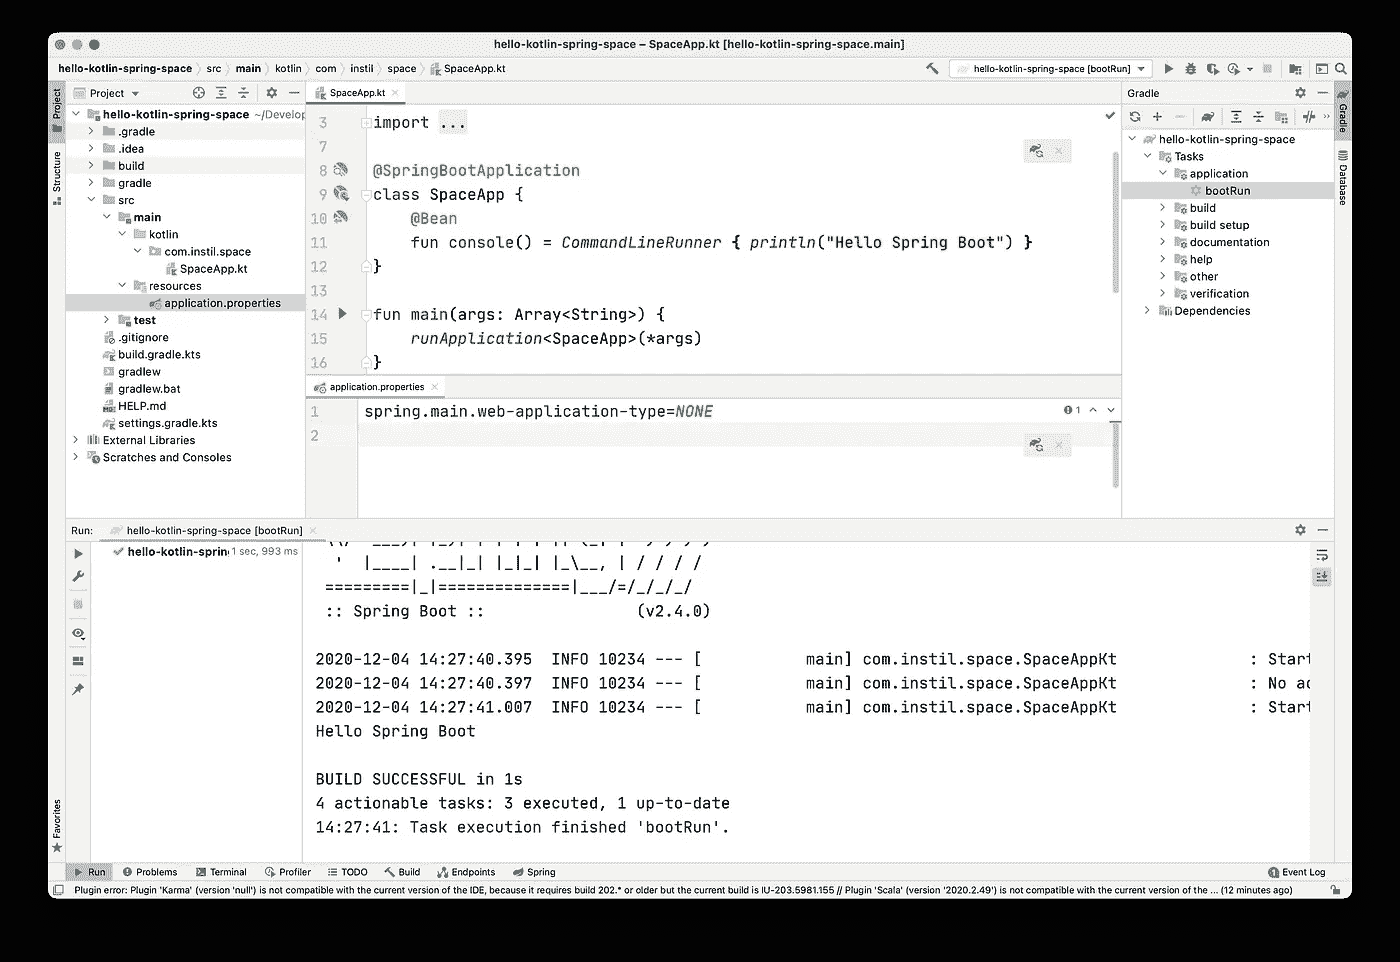 hello-kotlin-spring-space – SpaceApp.kt [hello-kotlin-spring-space.main]
hello-kotlin-spring-space src main kotlin com instil space SpaceApp.kt
hello-kotlin-spring-space [bootRun]
Project
Structure
Favorites
Project
hello-kotlin-spring-space ~/Develop
.gradle
.idea
build
gradle
src
main
kotlin
com.instil.space
SpaceApp.kt
resources
application.properties
test
.gitignore
build.gradle.kts
gradlew
gradlew.bat
HELP.md
settings.gradle.kts
External Libraries
Scratches and Consoles
SpaceApp.kt
3 import ...
7
8 @SpringBootApplication
9 class SpaceApp {
10 @Bean
11 fun console() = CommandLineRunner { println("Hello Spring Boot") }
12 }
13
14 fun main(args: Array<String>) {
15 runApplication<SpaceApp>(*args)
16 }
application.properties
1 spring.main.web-application-type=NONE
2
1
Gradle
hello-kotlin-spring-space
Tasks
application
bootRun
build
build setup
documentation
help
other
verification
Dependencies
Gradle
Database
Run: hello-kotlin-spring-space [bootRun]
hello-kotlin-sprin 1 sec, 993 ms
' |____| .__|_| |_|_| |_\__, | / / / /
=========|_|==============|___/=/_/_/_/
:: Spring Boot :: (v2.4.0)
2020-12-04 14:27:40.395 INFO 10234 --- [ main] com.instil.space.SpaceAppKt : Start
2020-12-04 14:27:40.397 INFO 10234 --- [ main] com.instil.space.SpaceAppKt : No ac
2020-12-04 14:27:41.007 INFO 10234 --- [ main] com.instil.space.SpaceAppKt : Start
Hello Spring Boot
BUILD SUCCESSFUL in 1s
4 actionable tasks: 3 executed, 1 up-to-date
14:27:41: Task execution finished 'bootRun'.
Run Problems Terminal Profiler TODO Build Endpoints Spring 1 Event Log
Plugin error: Plugin 'Karma' (version 'null') is not compatible with the current version of the IDE, because it requires build 202.* or older but the current build is IU-203.5981.155 // Plugin 'Scala' (version '2020.2.49') is not compatible with the current version of the ... (12 minutes ago)